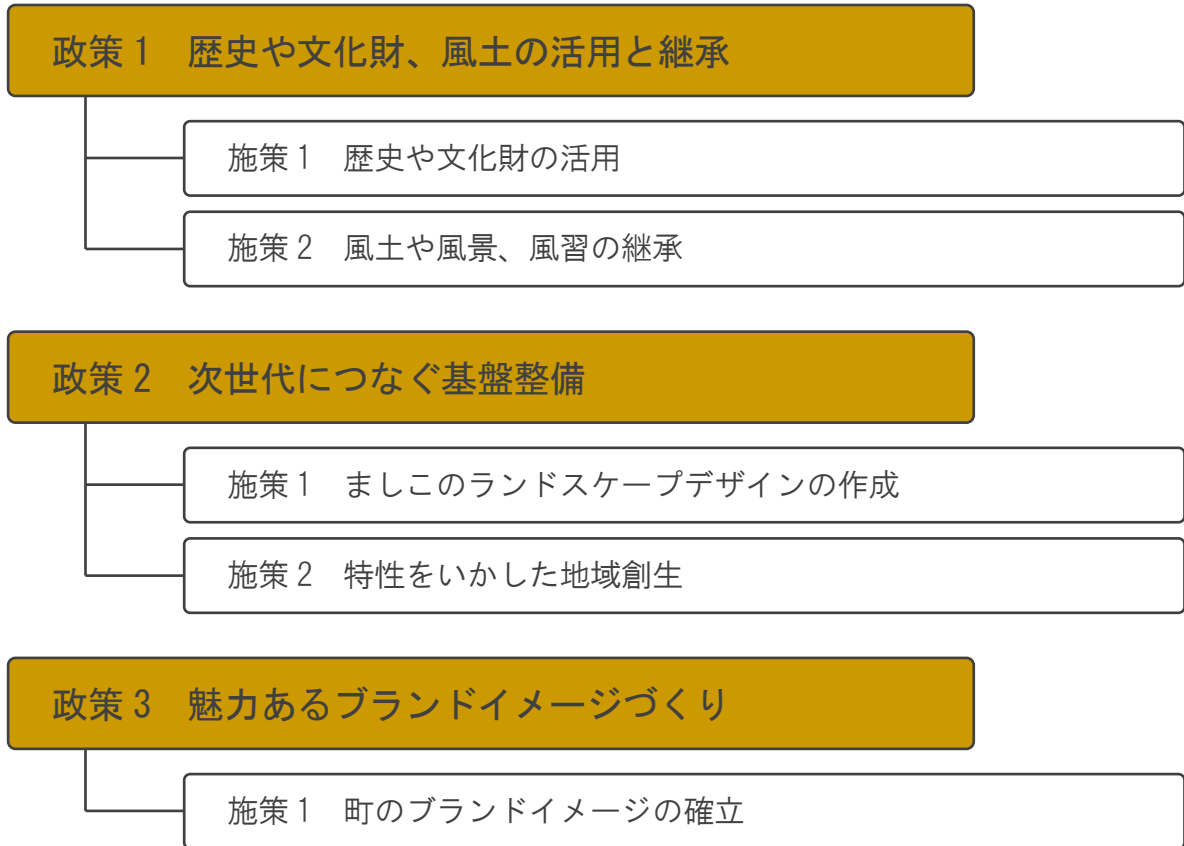 政策1　歴史や文化財、風土の活用と継承
施策1　歴史や文化財の活用
施策2　風土や風景、風習の継承
政策2　次世代につなぐ基盤整備
施策1　ましこのランドスケープデザインの作成
施策2　特性をいかした地域創生
政策3　魅力あるブランドイメージづくり
施策1　町のブランドイメージの確立